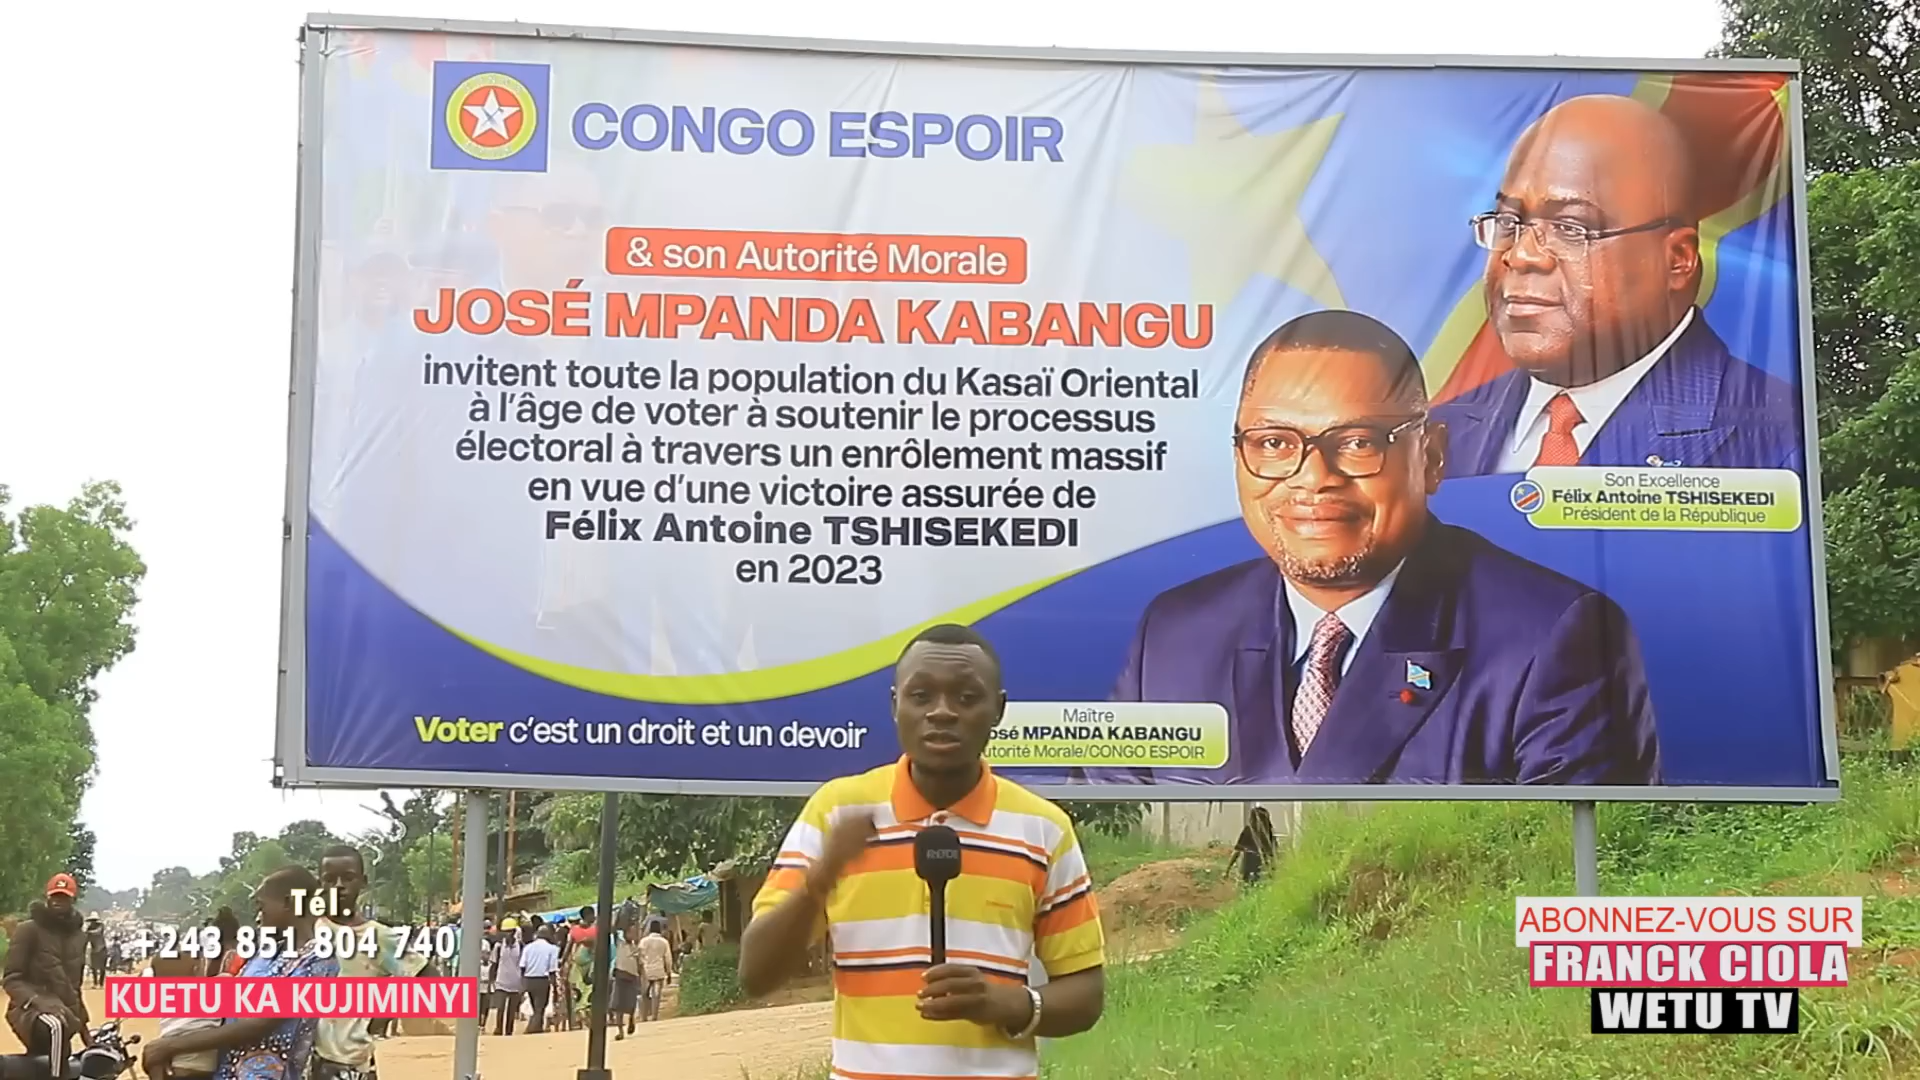 CONGO ESPOIR
& son Autorité Morale
JOSÉ MPANDA KABANGU
invitent toute la population du Kasaï Oriental
à l'âge de voter à soutenir le processus
électoral à travers un enrôlement massif
en vue d'une victoire assurée de
Félix Antoine TSHISEKEDI
en 2023
Son Excellence
Félix Antoine TSHISEKEDI
Président de la République
Voter c'est un droit et un devoir
Maître
osé MPANDA KABANGU
utorité Morale/CONGO ESPOIR
RØDE
Tél.
+243 851 804 740
KUETU KA KUJIMINYI
ABONNEZ-VOUS SUR
FRANCK CIOLA
WETU TV